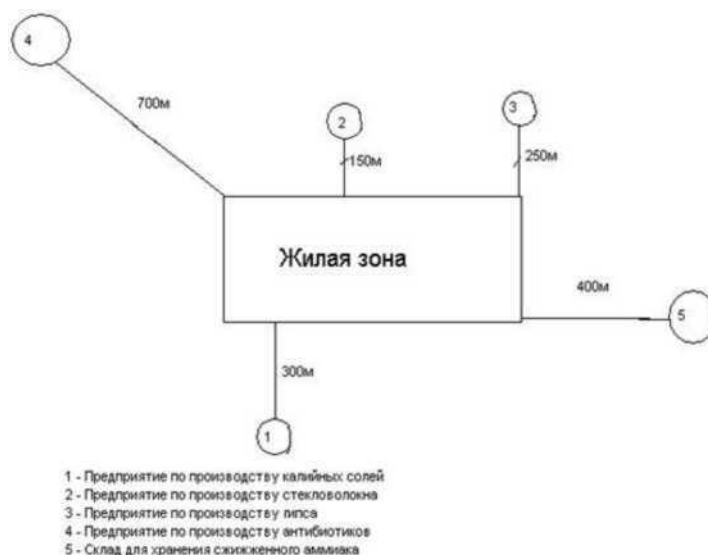 4
700м
2
3
150м
250м
Жилая зона
400м
5
300м
1
1 - Предприятие по производству калийных солей
2 - Предприятие по производству стекловолокна
3 - Предприятие по производству гипса
4 - Предприятие по производству антибиотиков
5 - Склад для хранения сжиженного аммиака